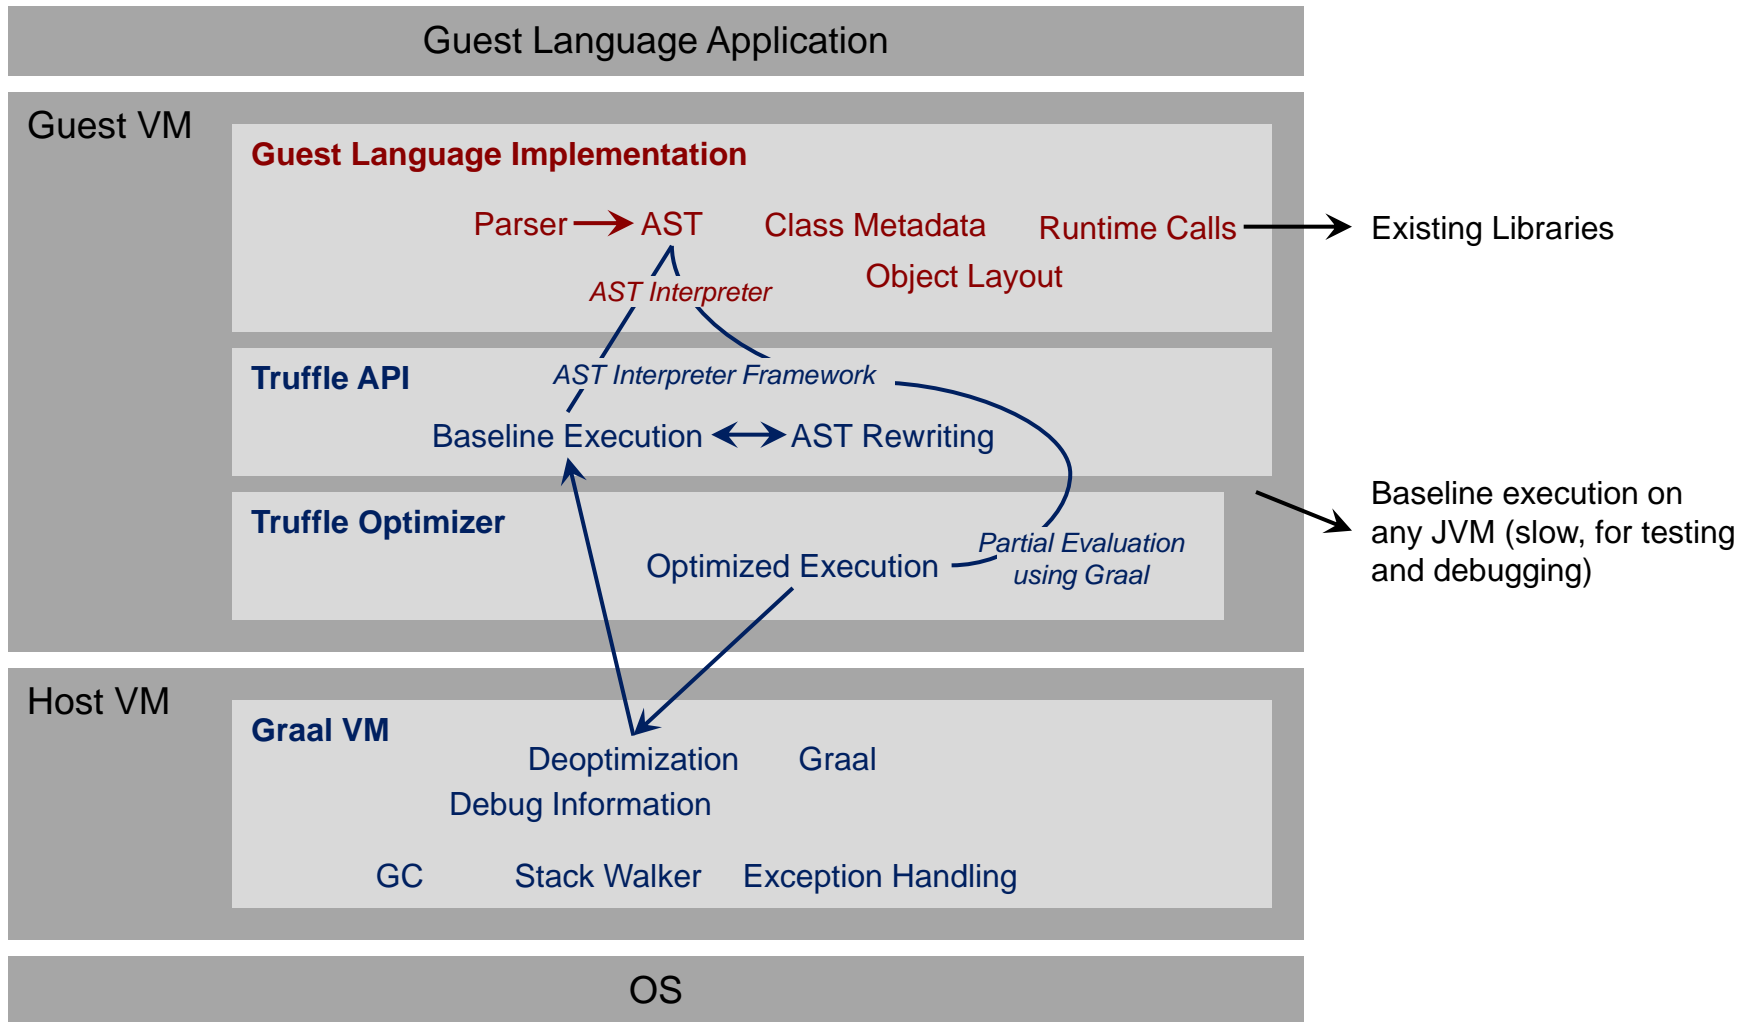 Guest Language Application
Guest VM
Guest Language Implementation
Parser
AST
Class Metadata
Runtime Calls
Existing Libraries
Object Layout
AST Interpreter
Truffle API
AST Interpreter Framework
Baseline Execution
AST Rewriting
Truffle Optimizer
Optimized Execution
Partial Evaluation
using Graal
Baseline execution on
any JVM (slow, for testing
and debugging)
Host VM
Graal VM
Deoptimization
Graal
Debug Information
GC
Stack Walker
Exception Handling
OS